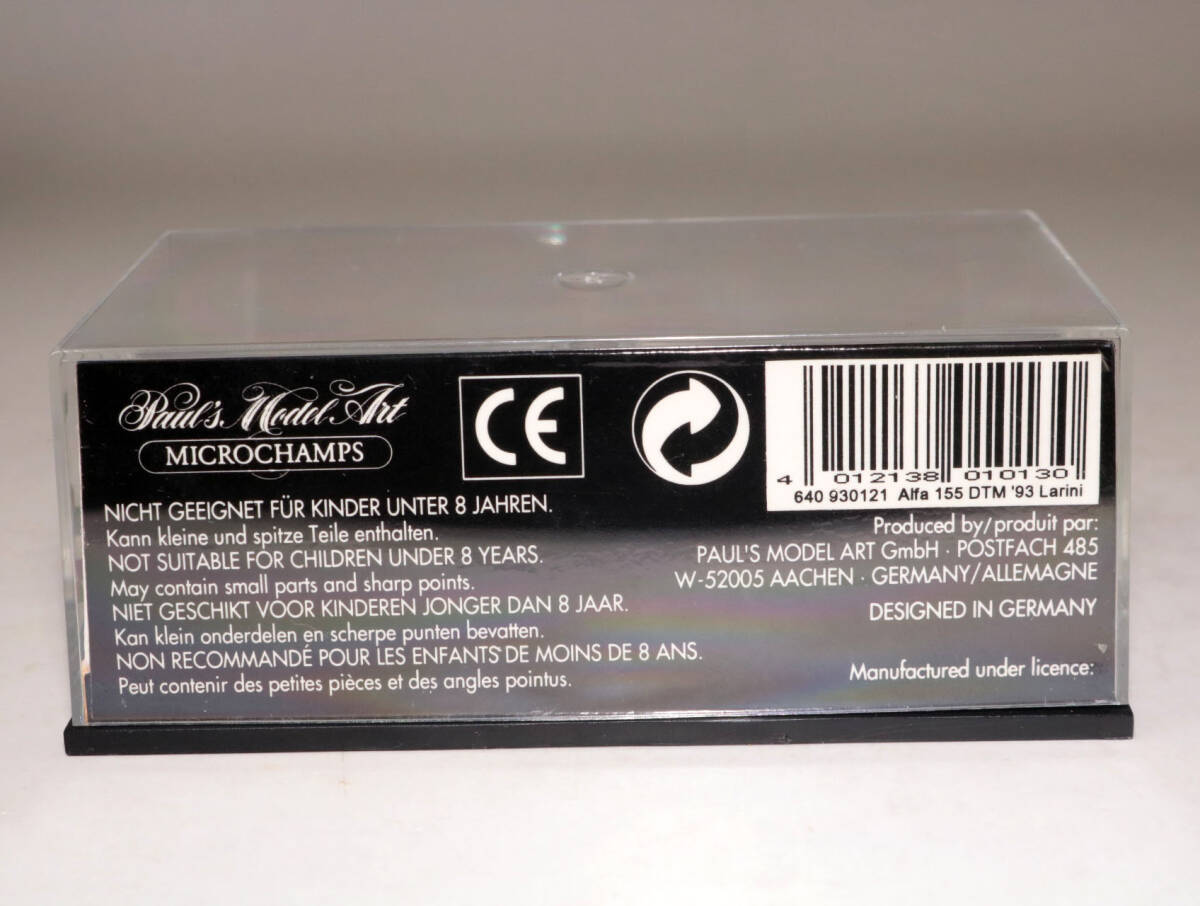 Paul's Model Art
MICROCHAMPS
CE
4 012138 010130
640 930121 Alfa 155 DTM '93 Larini
NICHT GEEIGNET FÜR KINDER UNTER 8 JAHREN.
Kann kleine und spitze Teile enthalten.
NOT SUITABLE FOR CHILDREN UNDER 8 YEARS.
May contain small parts and sharp points.
NIET GESCHIKT VOOR KINDEREN JONGER DAN 8 JAAR.
Kan klein onderdelen en scherpe punten bevatten.
NON RECOMMANDÉ POUR LES ENFANTS DE MOINS DE 8 ANS.
Peut contenir des petites pièces et des angles pointus.
Produced by/produit par:
PAUL'S MODEL ART GmbH · POSTFACH 485
W-52005 AACHEN · GERMANY/ALLEMAGNE
DESIGNED IN GERMANY
Manufactured under licence: